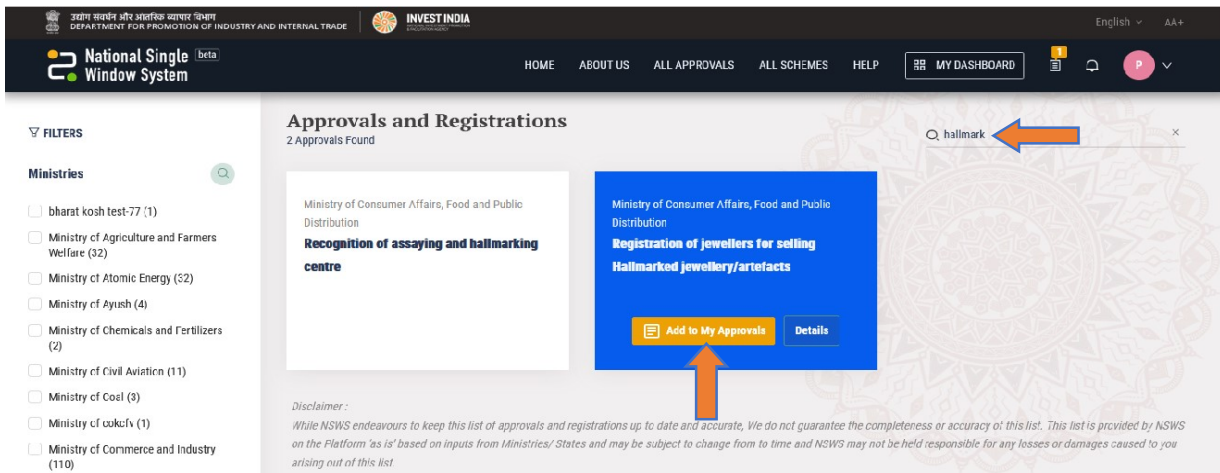 उद्योग संवर्धन और आंतरिक व्यापार विभाग
DEPARTMENT FOR PROMOTION OF INDUSTRY AND INTERNAL TRADE
INVEST INDIA
English
AA+
National Single beta
Window System
HOME ABOUT US ALL APPROVALS ALL SCHEMES HELP MY DASHBOARD 1 P
FILTERS
Ministries
bharat kosh test-77 (1)
Ministry of Agriculture and Farmers
Welfare (32)
Ministry of Atomic Energy (32)
Ministry of Ayush (4)
Ministry of Chemicals and Fertilizers
(2)
Ministry of Civil Aviation (11)
Ministry of Coal (3)
Ministry of (1)
Ministry of Commerce and Industry
(110)
Approvals and Registrations
2 Approvals Found
hallmark
Ministry of Consumer Affairs, Food and Public
Distribution
Recognition of assaying and hallmarking
centre
Ministry of Consumer Affairs, Food and Public
Distribution
Registration of jewellers for selling
Hallmarked jewellery/artefacts
Add to My Approvals
Details
Disclaimer :
While NSWS endeavours to keep this list of approvals and registrations up to date and accurate, We do not guarantee the completeness or accuracy of this list. This list is provided by NSWS
on the Platform 'as is' based on inputs from Ministries/ States and may be subject to change from to time and NSWS may not be held responsible for any losses or damages caused to you
arising out of this list